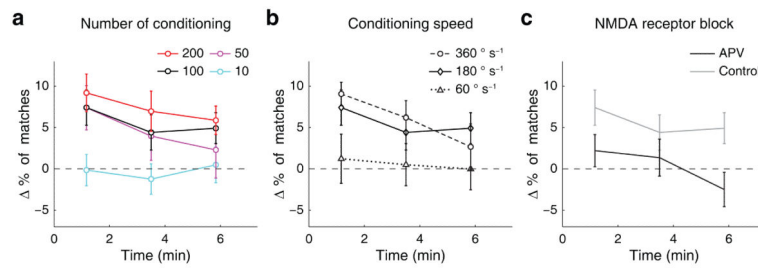 a Number of conditioning
200 50
100 10
Δ % of matches
10
5
0
−5
0 2 4 6
Time (min)
b Conditioning speed
360 ° s⁻¹
180 ° s⁻¹
60 ° s⁻¹
Δ % of matches
10
5
0
−5
0 2 4 6
Time (min)
c NMDA receptor block
APV
Contro
Δ % of matches
10
5
0
−5
0 2 4 6
Time (min)